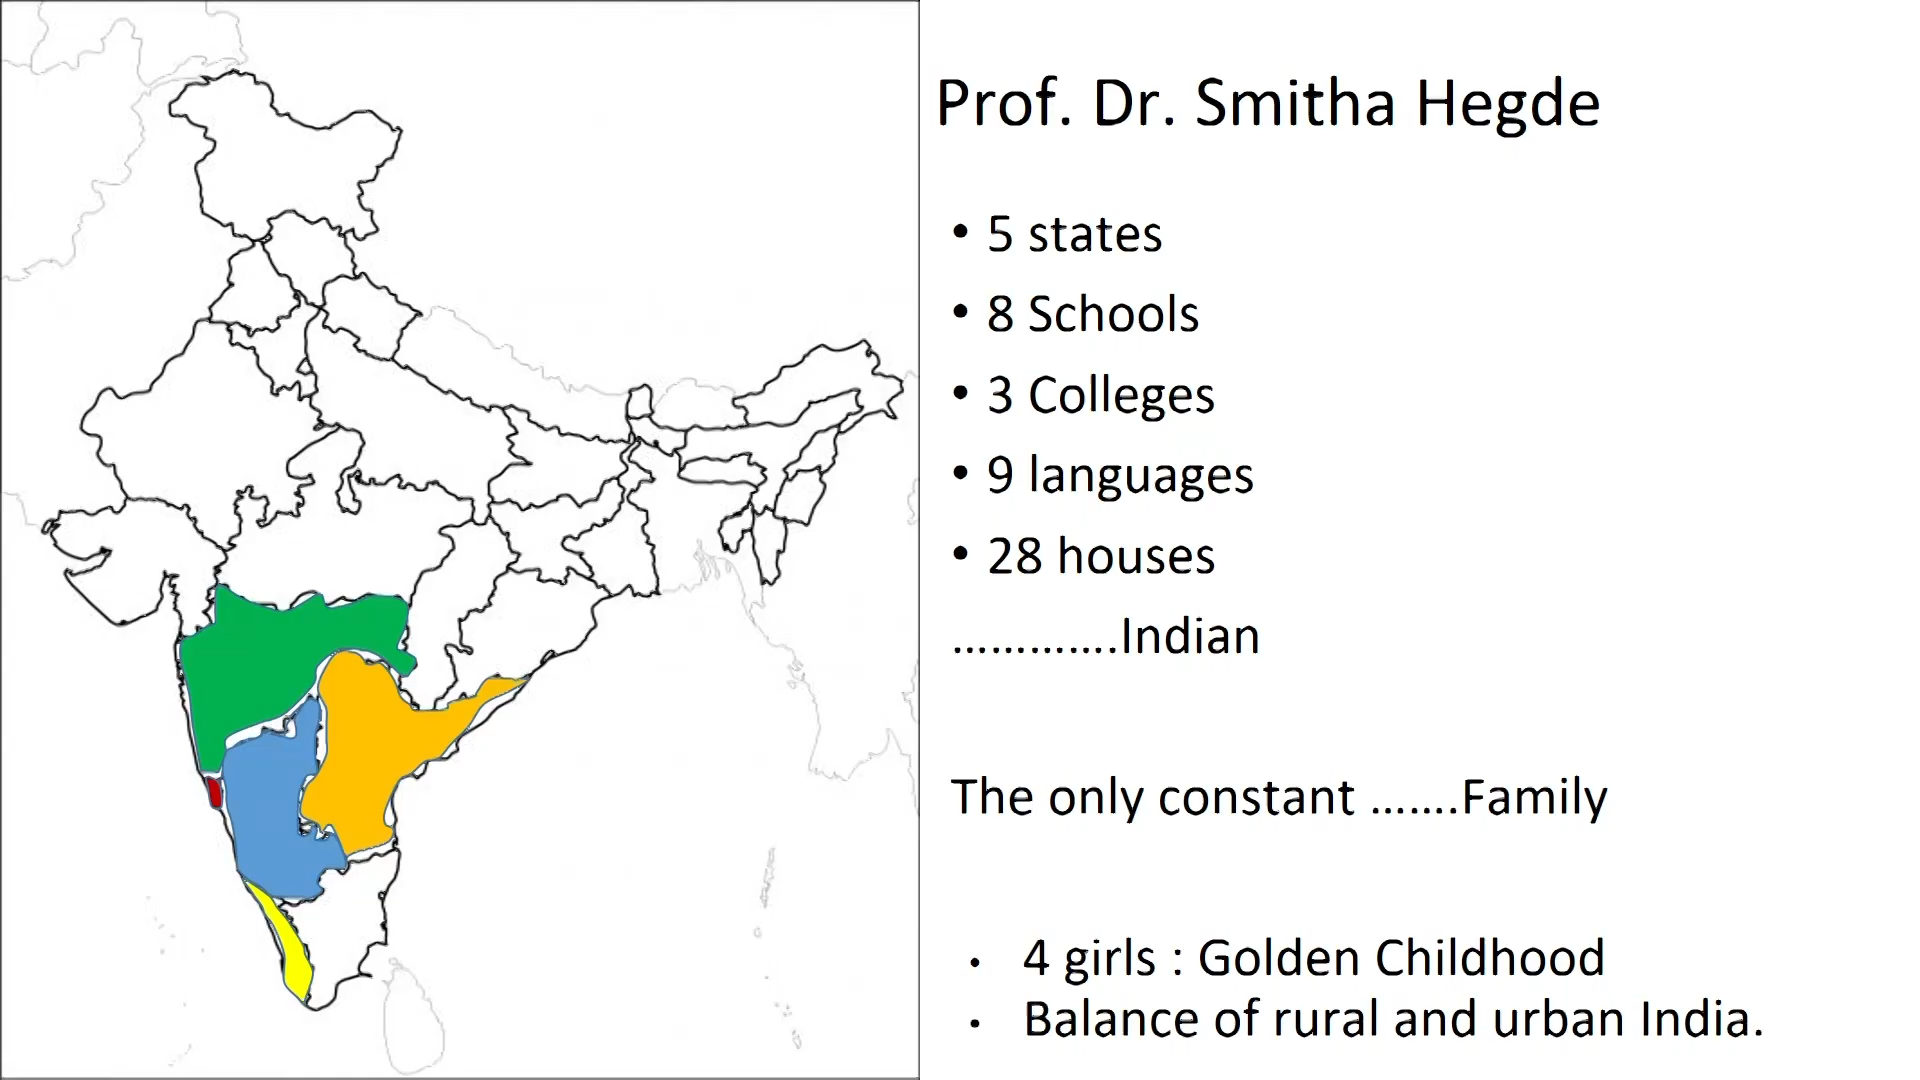 Prof. Dr. Smitha Hegde
• 5 states
• 8 Schools
• 3 Colleges
• 9 languages
• 28 houses
………….Indian
The only constant …….Family
• 4 girls : Golden Childhood
• Balance of rural and urban India.